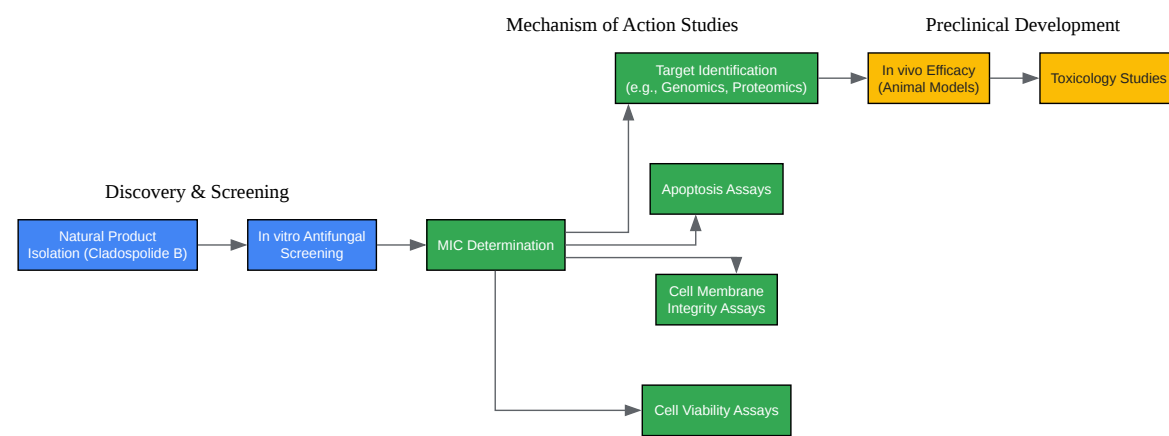 Mechanism of Action Studies
Preclinical Development
Target Identification
(e.g., Genomics, Proteomics)
In vivo Efficacy
(Animal Models)
Toxicology Studies
Apoptosis Assays
Discovery & Screening
Natural Product
Isolation (Cladospolide B)
In vitro Antifungal
Screening
MIC Determination
Cell Membrane
Integrity Assays
Cell Viability Assays